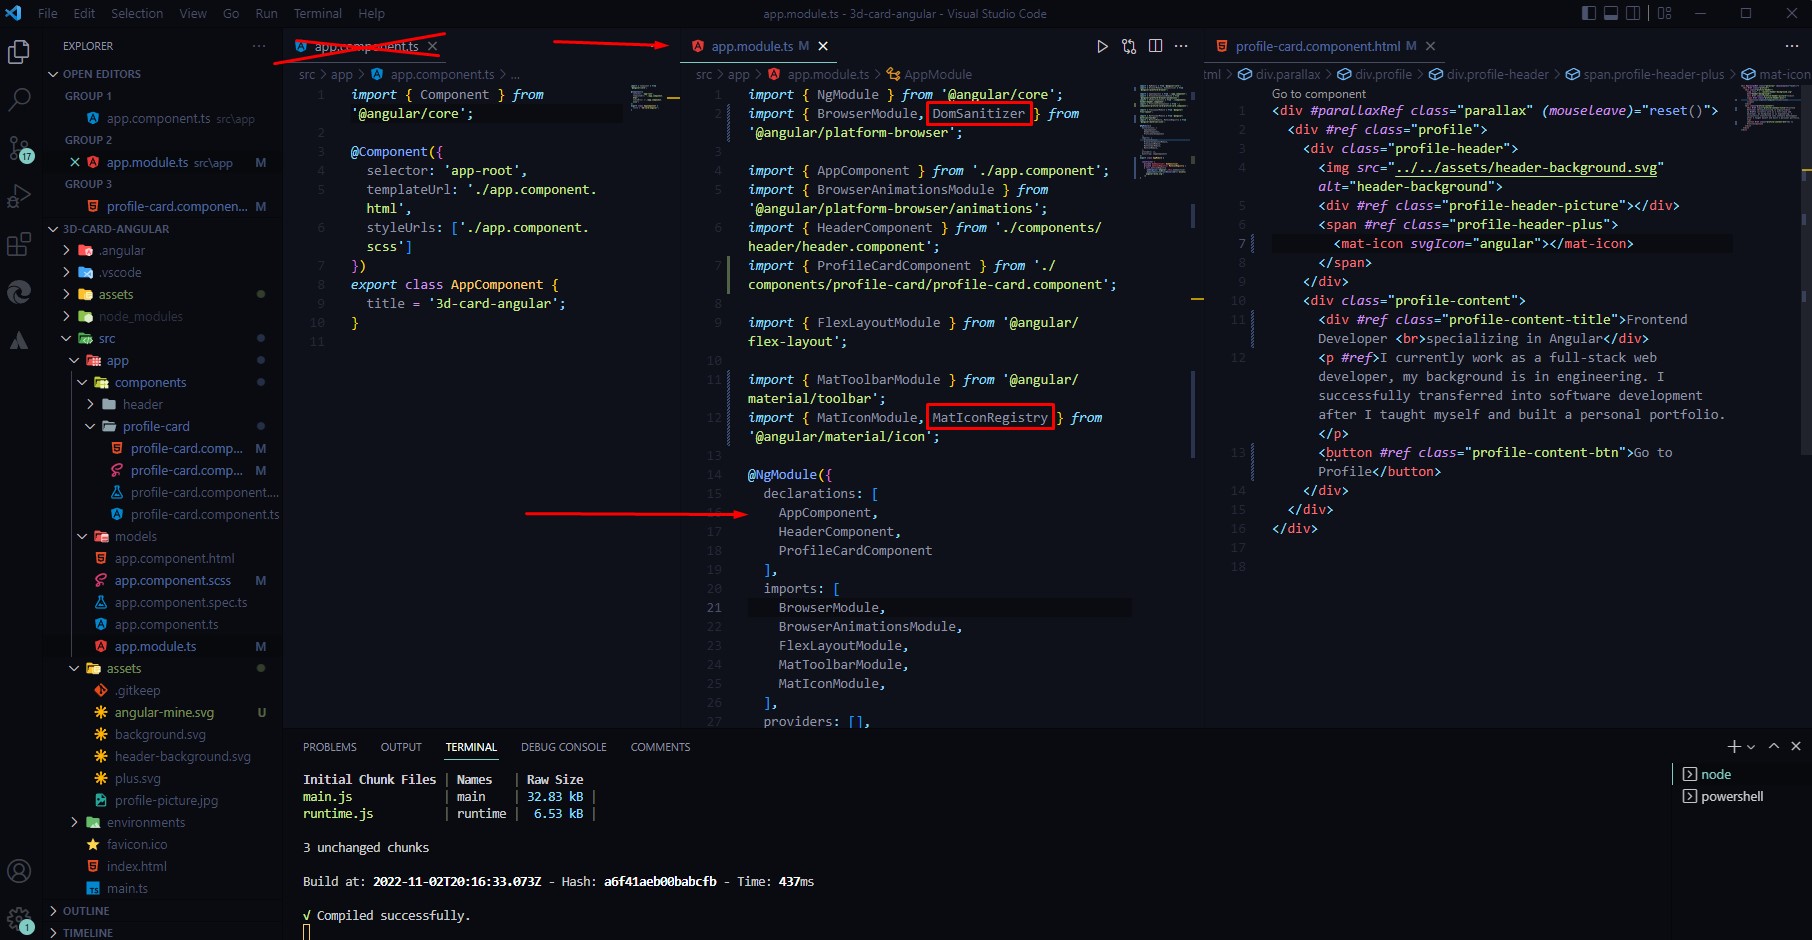 File Edit Selection View Go Run Terminal Help
app.module.ts - 3d-card-angular - Visual Studio Code
EXPLORER
OPEN EDITORS
GROUP 1
app.component.ts src\app
GROUP 2
app.module.ts src\app M
GROUP 3
profile-card.componen... M
3D-CARD-ANGULAR
.angular
.vscode
assets
node_modules
src
app
components
header
profile-card
profile-card.comp... M
profile-card.comp... M
profile-card.component....
profile-card.component.ts
models
app.component.html
app.component.scss M
app.component.spec.ts
app.component.ts
app.module.ts M
assets
.gitkeep
angular-mine.svg U
background.svg
header-background.svg
plus.svg
profile-picture.jpg
environments
favicon.ico
index.html
main.ts
OUTLINE
TIMELINE
17
1
app.component.ts
src > app > app.component.ts > ...
1 import { Component } from
'@angular/core';
2
3 @Component({
4 selector: 'app-root',
5 templateUrl: './app.component.
html',
6 styleUrls: ['./app.component.
scss']
7 })
8 export class AppComponent {
9 title = '3d-card-angular';
10 }
11
app.module.ts M
src > app > app.module.ts > AppModule
1 import { NgModule } from '@angular/core';
2 import { BrowserModule, DomSanitizer } from
'@angular/platform-browser';
3
4 import { AppComponent } from './app.component';
5 import { BrowserAnimationsModule } from
'@angular/platform-browser/animations';
6 import { HeaderComponent } from './components/
header/header.component';
7 import { ProfileCardComponent } from './
components/profile-card/profile-card.component';
8
9 import { FlexLayoutModule } from '@angular/
flex-layout';
10
11 import { MatToolbarModule } from '@angular/
material/toolbar';
12 import { MatIconModule, MatIconRegistry } from
'@angular/material/icon';
13
14 @NgModule({
15 declarations: [
16 AppComponent,
17 HeaderComponent,
18 ProfileCardComponent
19 ],
20 imports: [
21 BrowserModule,
22 BrowserAnimationsModule,
23 FlexLayoutModule,
24 MatToolbarModule,
25 MatIconModule,
26 ],
27 providers: [],
profile-card.component.html M
tml > div.parallax > div.profile > div.profile-header > span.profile-header-plus > mat-icon
Go to component
1 <div #parallaxRef class="parallax" (mouseleave)="reset()">
2 <div #ref class="profile">
3 <div class="profile-header">
4 <img src="../../assets/header-background.svg"
alt="header-background">
5 <div #ref class="profile-header-picture"></div>
6 <span #ref class="profile-header-plus">
7 <mat-icon svgIcon="angular"></mat-icon>
8 </span>
9 </div>
10 <div class="profile-content">
11 <div #ref class="profile-content-title">Frontend
Developer <br>specializing in Angular</div>
12 <p #ref>I currently work as a full-stack web
developer, my background is in engineering. I
successfully transferred into software development
after I taught myself and built a personal portfolio.
</p>
13 <button #ref class="profile-content-btn">Go to
Profile</button>
14 </div>
15 </div>
16 </div>
17
18
PROBLEMS OUTPUT TERMINAL DEBUG CONSOLE COMMENTS
Initial Chunk Files | Names | Raw Size
main.js | main | 32.83 kB |
runtime.js | runtime | 6.53 kB |
3 unchanged chunks
Build at: 2022-11-02T20:16:33.073Z - Hash: a6f41aeb00babcfb - Time: 437ms
√ Compiled successfully.
node
powershell